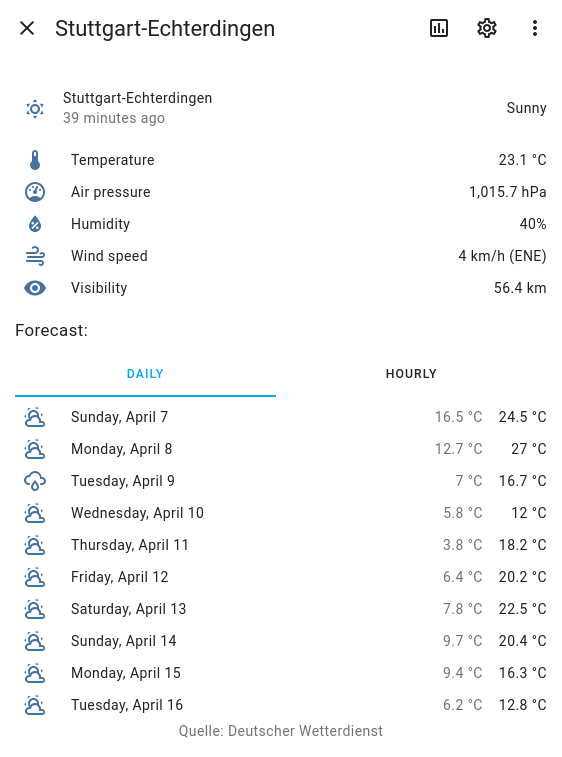 Stuttgart-Echterdingen
Stuttgart-Echterdingen
39 minutes ago
Sunny
Temperature 23.1 °C
Air pressure 1,015.7 hPa
Humidity 40%
Wind speed 4 km/h (ENE)
Visibility 56.4 km
Forecast:
DAILY HOURLY
Sunday, April 7 16.5 °C 24.5 °C
Monday, April 8 12.7 °C 27 °C
Tuesday, April 9 7 °C 16.7 °C
Wednesday, April 10 5.8 °C 12 °C
Thursday, April 11 3.8 °C 18.2 °C
Friday, April 12 6.4 °C 20.2 °C
Saturday, April 13 7.8 °C 22.5 °C
Sunday, April 14 9.7 °C 20.4 °C
Monday, April 15 9.4 °C 16.3 °C
Tuesday, April 16 6.2 °C 12.8 °C
Quelle: Deutscher Wetterdienst